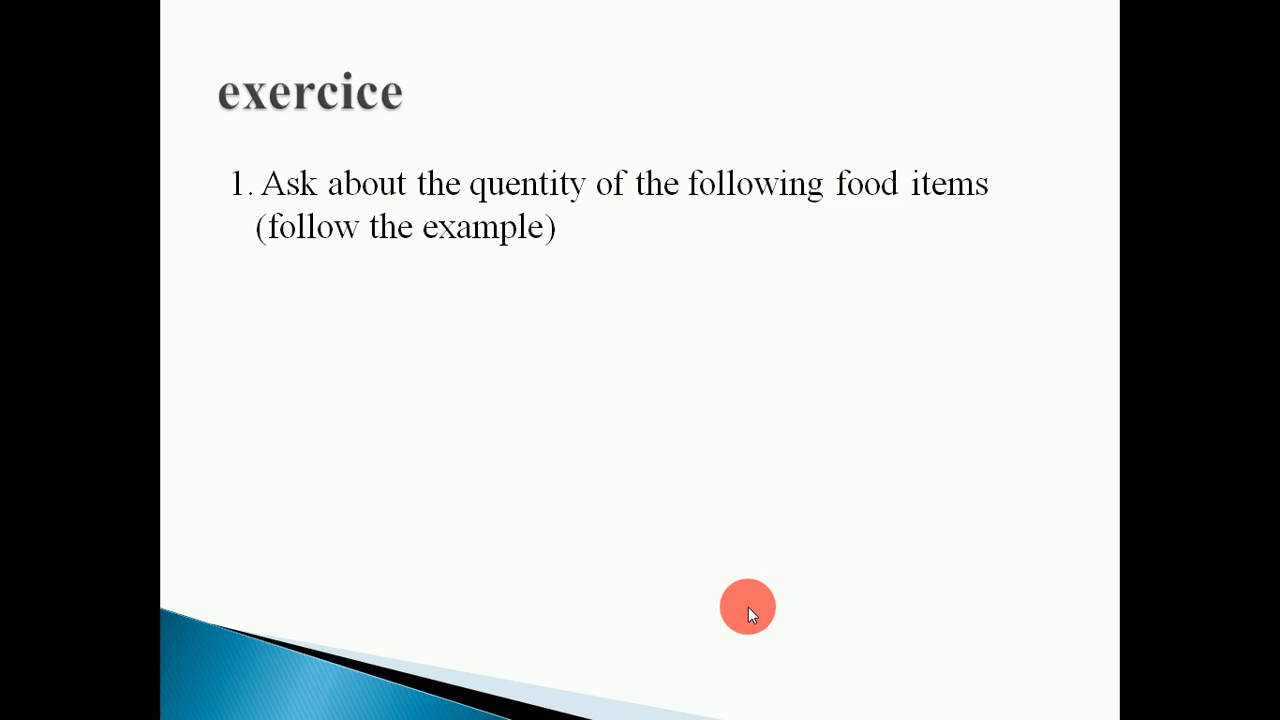 exercice
1. Ask about the quentity of the following food items
(follow the example)